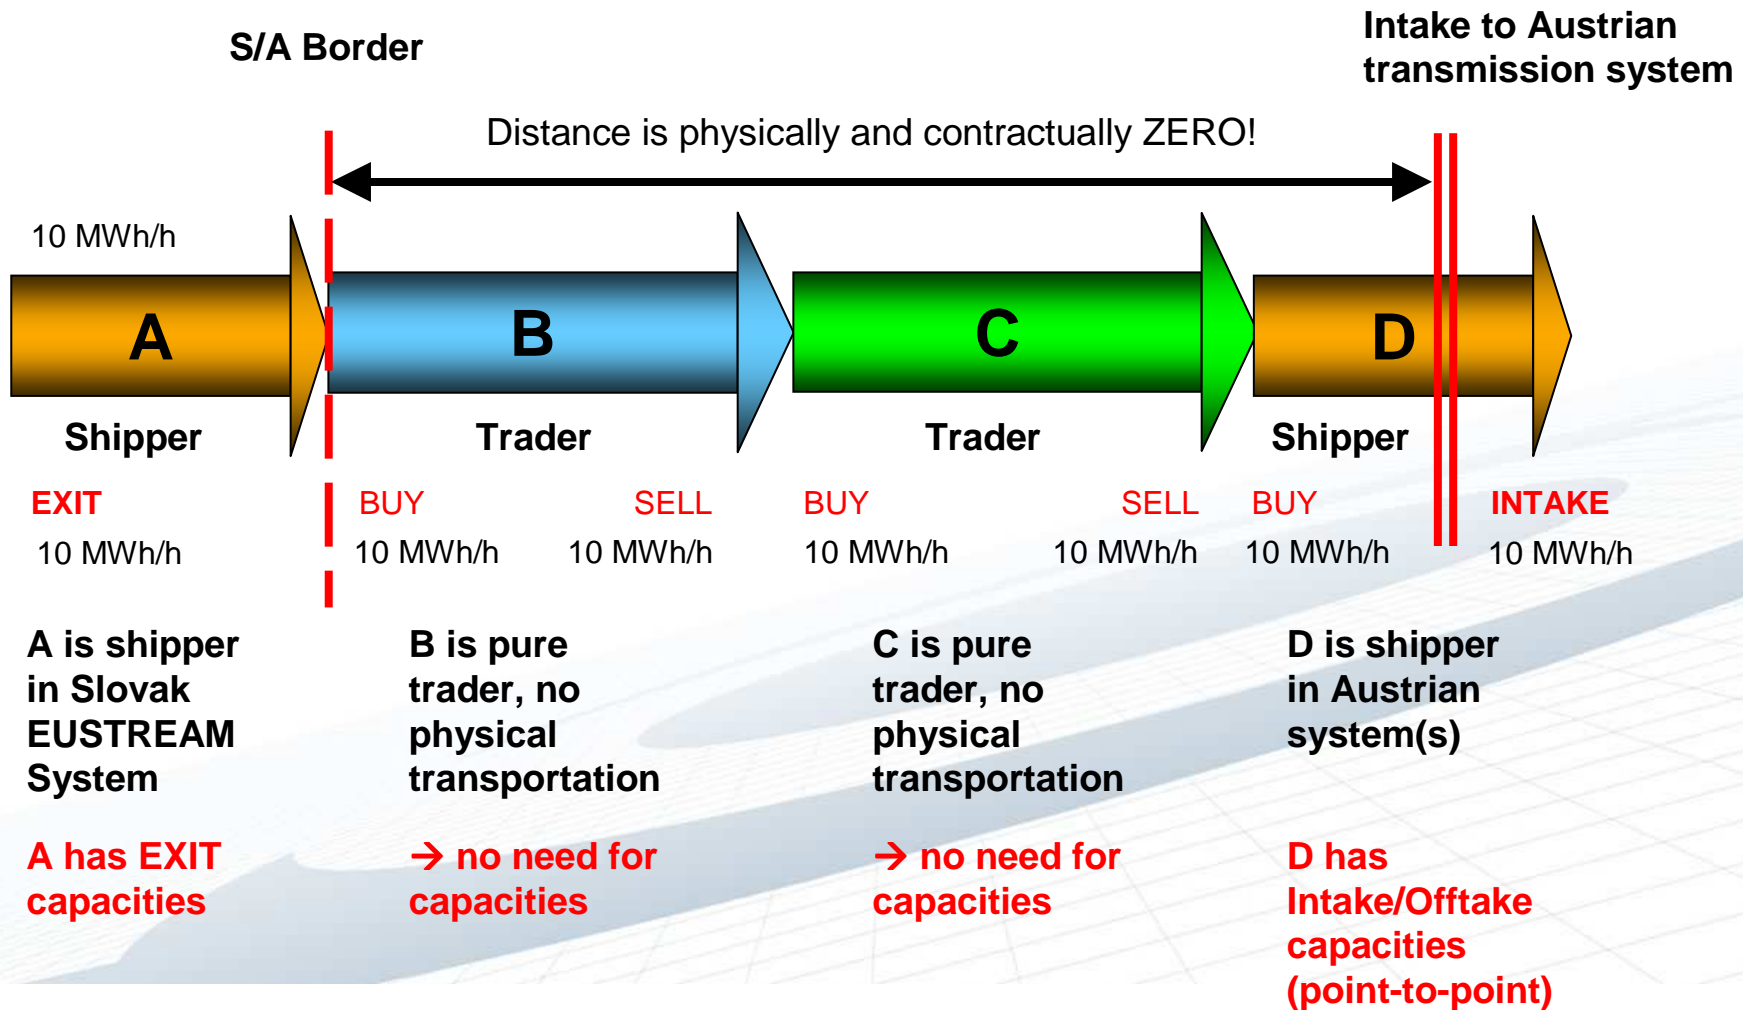 S/A Border
Intake to Austrian
transmission system
Distance is physically and contractually ZERO!
10 MWh/h
A
B
C
D
Shipper
Trader
Trader
Shipper
EXIT
BUY
SELL
BUY
SELL
BUY
INTAKE
10 MWh/h
10 MWh/h
10 MWh/h
10 MWh/h
10 MWh/h
10 MWh/h
10 MWh/h
A is shipper
in Slovak
EUSTREAM
System
A has EXIT
capacities
B is pure
trader, no
physical
transportation
→ no need for
capacities
C is pure
trader, no
physical
transportation
→ no need for
capacities
D is shipper
in Austrian
system(s)
D has
Intake/Offtake
capacities
(point-to-point)